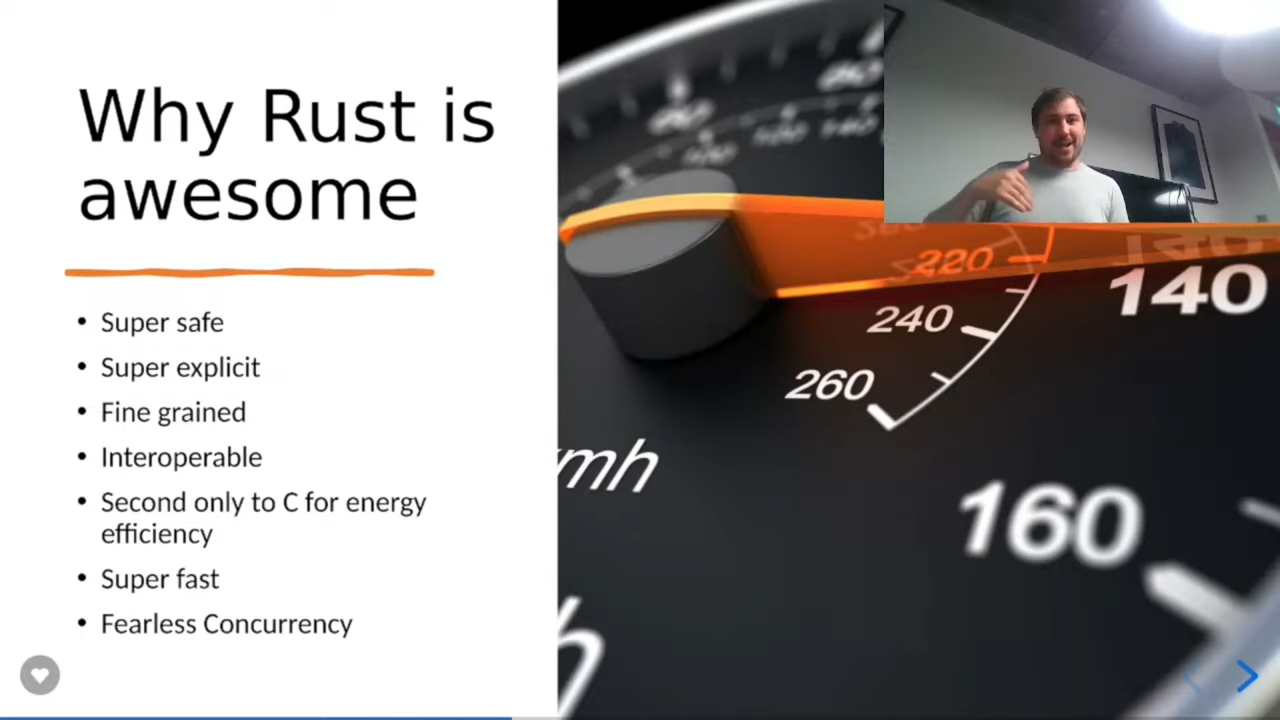 Why Rust is
awesome
• Super safe
• Super explicit
• Fine grained
• Interoperable
• Second only to C for energy
efficiency
• Super fast
• Fearless Concurrency
220
240
260
140
160